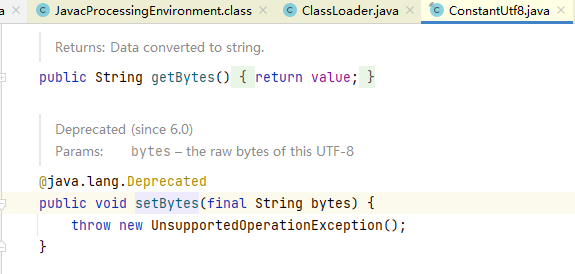 a × JavacProcessingEnvironment.class × ClassLoader.java × ConstantUtf8.java ×
Returns: Data converted to string.
public String getBytes() { return value; }
Deprecated (since 6.0)
Params: bytes – the raw bytes of this UTF-8
@java.lang.Deprecated
public void setBytes(final String bytes) {
throw new UnsupportedOperationException();
}